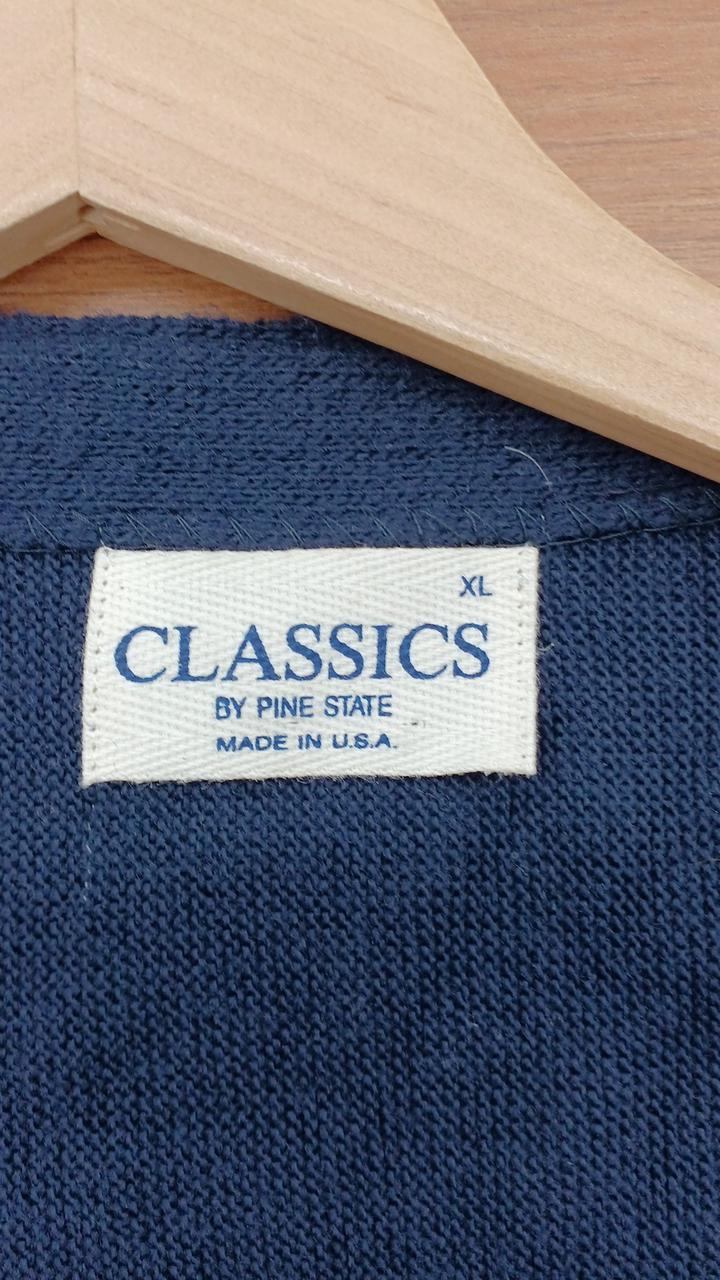 XL
CLASSICS
BY PINE STATE
MADE IN U.S.A.